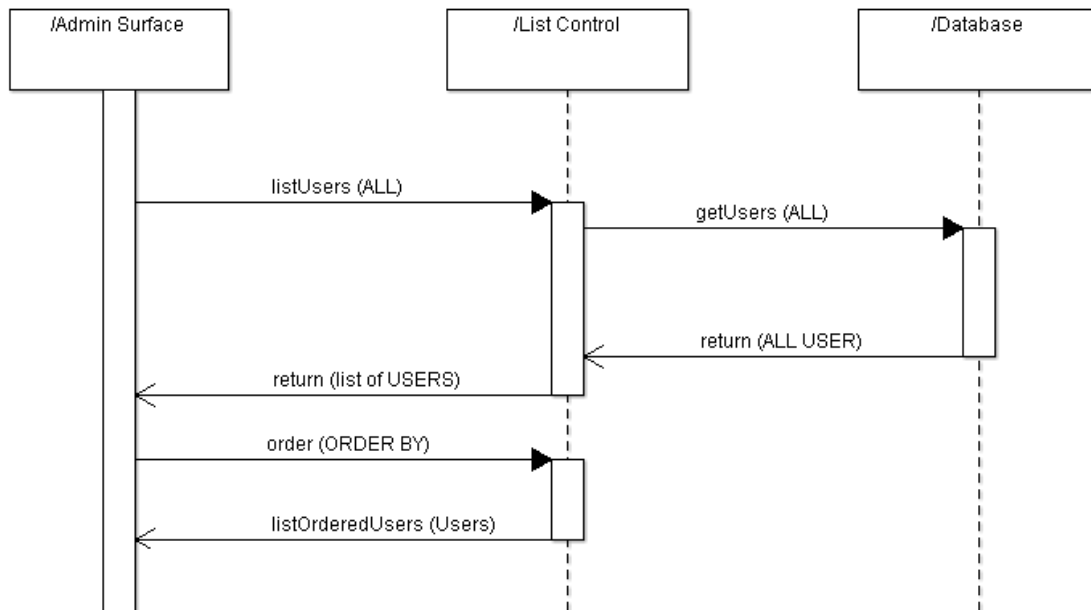 /Admin Surface
/List Control
/Database
listUsers (ALL)
getUsers (ALL)
return (ALL USER)
return (list of USERS)
order (ORDER BY)
listOrderedUsers (Users)